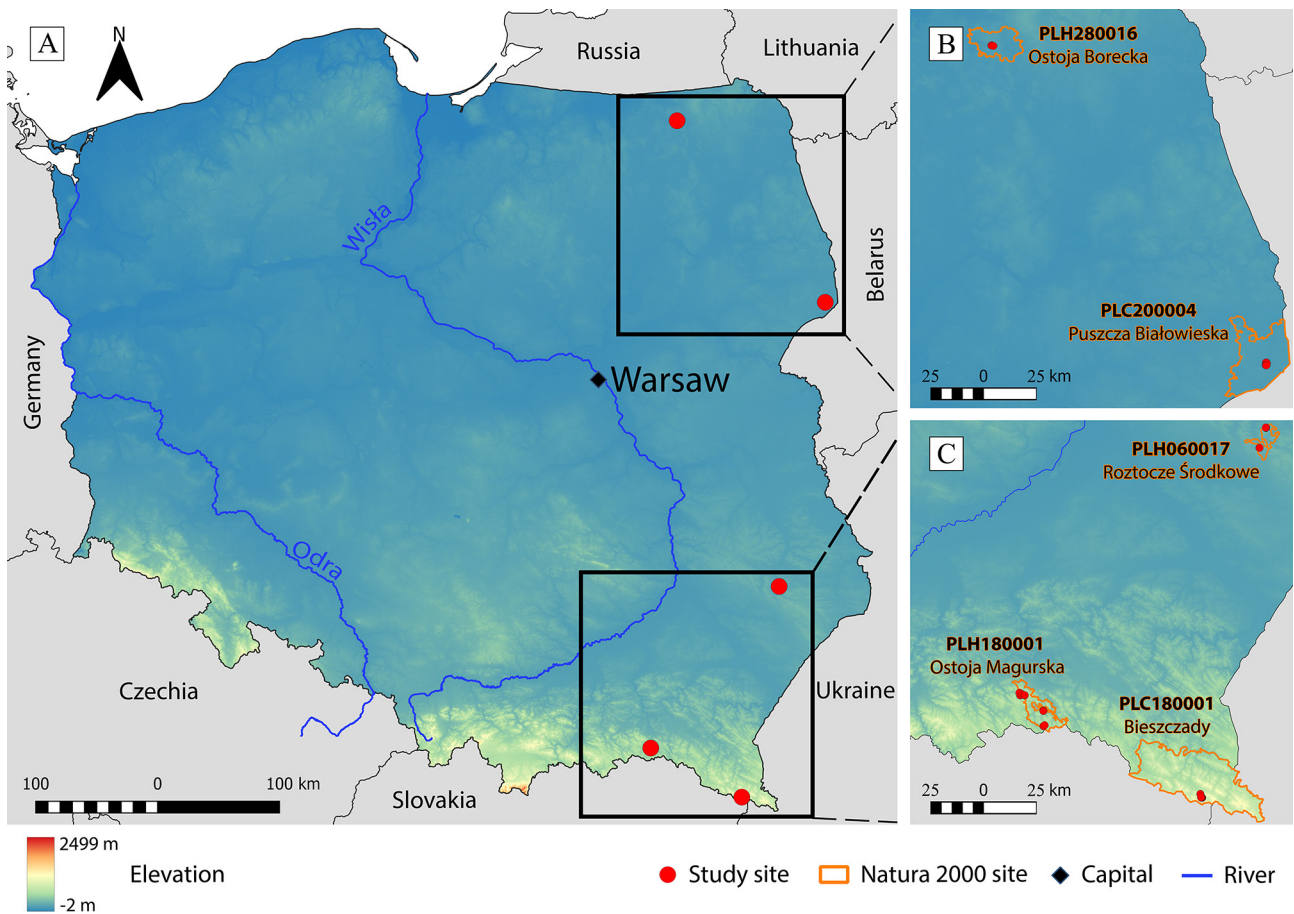 A
N
Russia
Lithuania
Wisła
Belarus
Germany
Warsaw
Odra
Czechia
Ukraine
Slovakia
100 0 100 km
B
PLH280016
Ostoja Borecka
PLC200004
Puszcza Białowieska
25 0 25 km
C
PLH060017
Roztocze Środkowe
PLH180001
Ostoja Magurska
PLC180001
Bieszczady
25 0 25 km
2499 m
Elevation
-2 m
Study site
Natura 2000 site
Capital
River